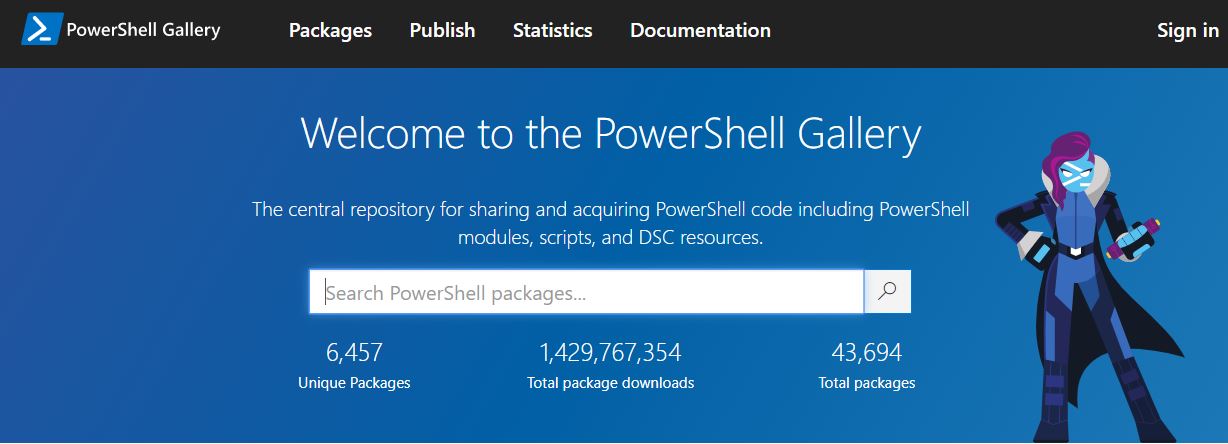 PowerShell Gallery Packages Publish Statistics Documentation Sign in
Welcome to the PowerShell Gallery
The central repository for sharing and acquiring PowerShell code including PowerShell
modules, scripts, and DSC resources.
Search PowerShell packages...
6,457 1,429,767,354 43,694
Unique Packages Total package downloads Total packages